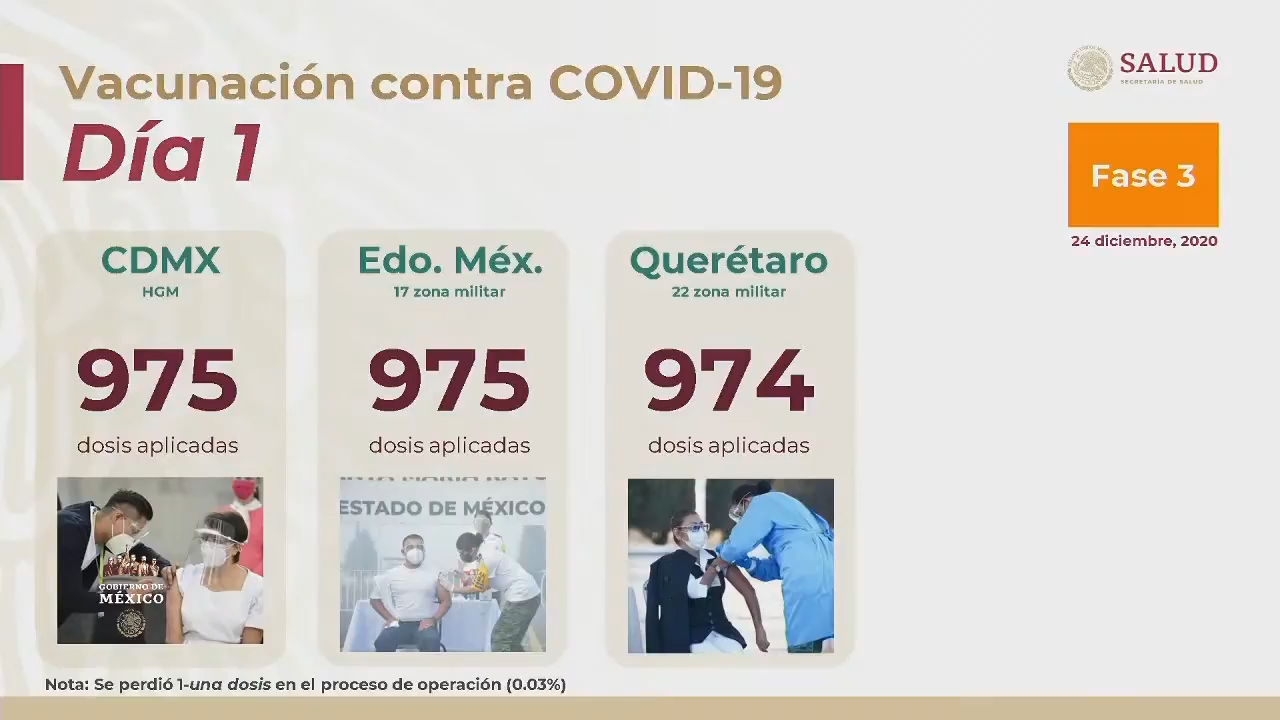 Vacunación contra COVID-19
Día 1
SALUD
SECRETARÍA DE SALUD
Fase 3
24 diciembre, 2020
CDMX
HGM
975
dosis aplicadas
Edo. Méx.
17 zona militar
975
dosis aplicadas
Querétaro
22 zona militar
974
dosis aplicadas
GOBIERNO DE
MÉXICO
ESTADO DE MÉXICO
Nota: Se perdió 1-una dosis en el proceso de operación (0.03%)